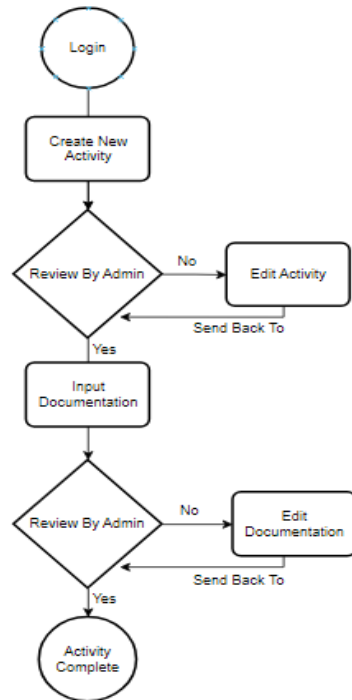 Login
Create New
Activity
Review By Admin
No
Edit Activity
Send Back To
Yes
Input
Documentation
Review By Admin
No
Edit
Documentation
Send Back To
Yes
Activity
Complete